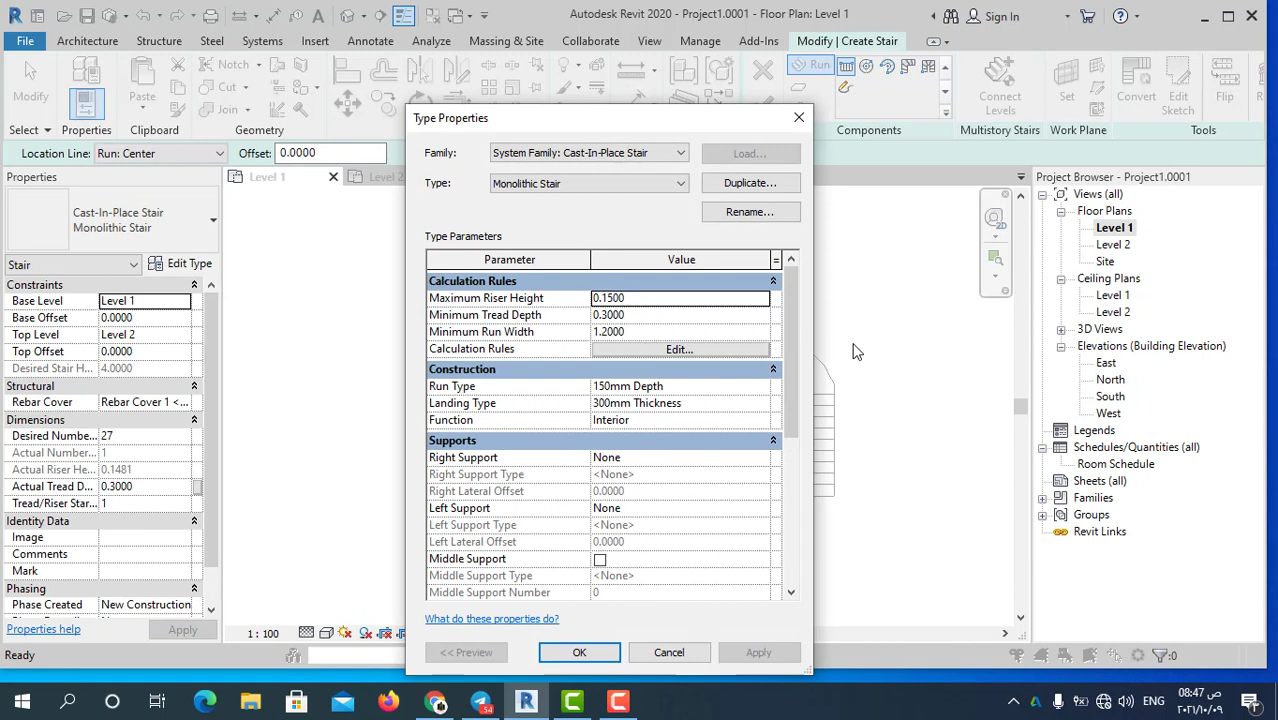 Autodesk Revit 2020 - Project1.0001 - Floor Plan: Level 1
Sign In
File Architecture Structure Steel Systems Insert Annotate Analyze Massing & Site Collaborate View Manage Add-Ins Modify | Create Stair
Modify
Paste
Notch
Cut
Join
Run
Connect
Levels
Set
Convert
Edit
Sketch
Flip
Select Properties Clipboard Geometry Components Multistory Stairs Work Plane Tools
Location Line: Run: Center Offset: 0.0000
Properties
Level 1
Level 2
Cast-In-Place Stair
Monolithic Stair
Stair Edit Type
Constraints
Base Level Level 1
Base Offset 0.0000
Top Level Level 2
Top Offset 0.0000
Desired Stair H... 4.0000
Structural
Rebar Cover Rebar Cover 1 <...
Dimensions
Desired Numbe... 27
Actual Number... 1
Actual Riser He... 0.1481
Actual Tread D... 0.3000
Tread/Riser Star... 1
Identity Data
Image
Comments
Mark
Phasing
Phase Created New Construction
Properties help Apply
1 : 100
Ready
Type Properties
Family: System Family: Cast-In-Place Stair Load...
Type: Monolithic Stair Duplicate...
Rename...
Type Parameters
Parameter Value =
Calculation Rules
Maximum Riser Height 0.1500
Minimum Tread Depth 0.3000
Minimum Run Width 1.2000
Calculation Rules Edit...
Construction
Run Type 150mm Depth
Landing Type 300mm Thickness
Function Interior
Supports
Right Support None
Right Support Type <None>
Right Lateral Offset 0.0000
Left Support None
Left Support Type <None>
Left Lateral Offset 0.0000
Middle Support
Middle Support Type <None>
Middle Support Number 0
What do these properties do?
<< Preview OK Cancel Apply
2D
Project Browser - Project1.0001
Views (all)
Floor Plans
Level 1
Level 2
Site
Ceiling Plans
Level 1
Level 2
3D Views
Elevations (Building Elevation)
East
North
South
West
Legends
Schedules/Quantities (all)
Room Schedule
Sheets (all)
Families
Groups
Revit Links
:0
54
ENG
08:47 ص
٢٠٢١/١٠/٠٩